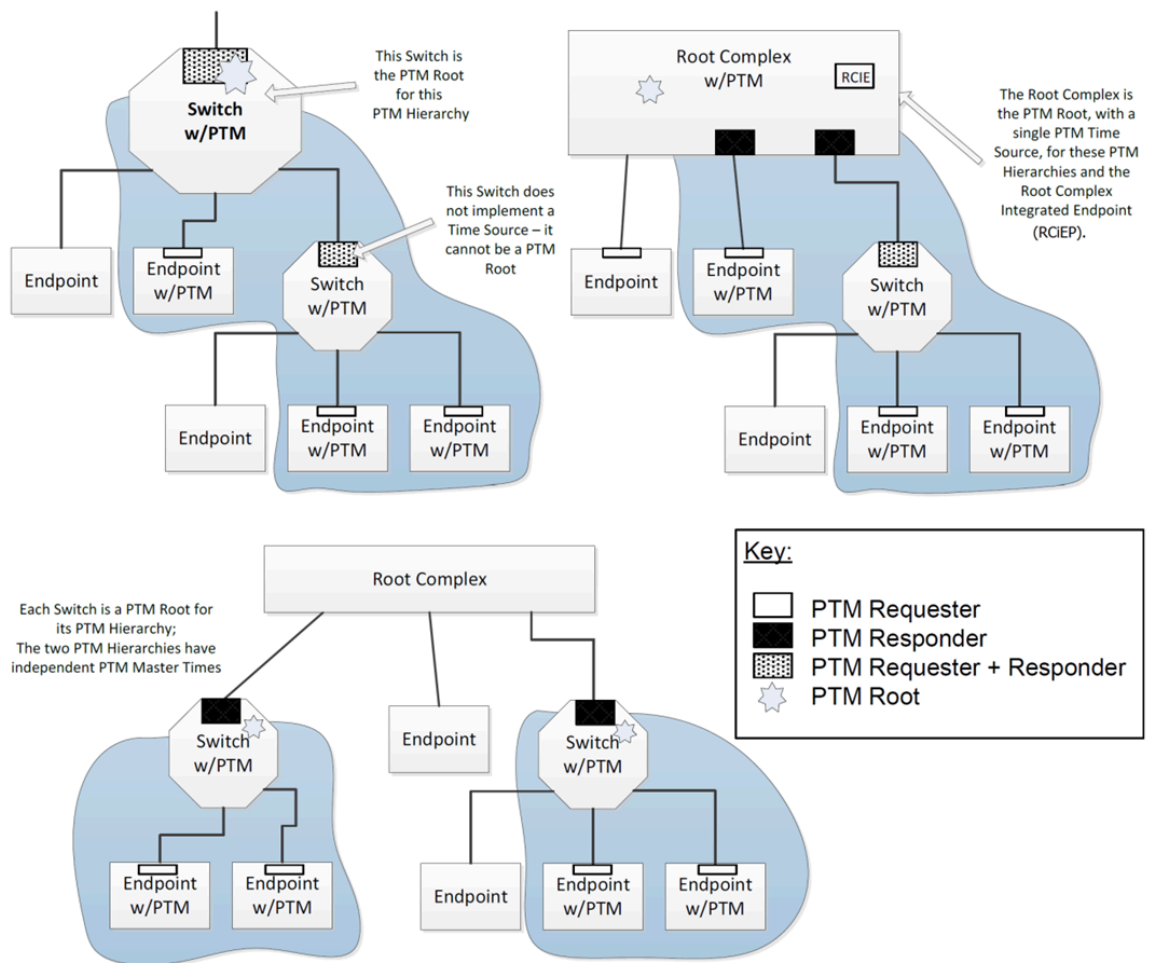 This Switch is
the PTM Root
for this
PTM Hierarchy
Switch
w/PTM
This Switch does
not implement a
Time Source – it
cannot be a PTM
Root
Endpoint
Endpoint
w/PTM
Switch
w/PTM
Endpoint
Endpoint
w/PTM
Endpoint
w/PTM
Root Complex
w/PTM
RCIE
The Root Complex is
the PTM Root, with a
single PTM Time
Source, for these PTM
Hierarchies and the
Root Complex
Integrated Endpoint
(RCiEP).
Endpoint
Endpoint
w/PTM
Switch
w/PTM
Endpoint
Endpoint
w/PTM
Endpoint
w/PTM
Root Complex
Each Switch is a PTM Root for
its PTM Hierarchy;
The two PTM Hierarchies have
independent PTM Master Times
Switch
w/PTM
Endpoint
Switch
w/PTM
Endpoint
w/PTM
Endpoint
w/PTM
Endpoint
Endpoint
w/PTM
Endpoint
w/PTM
Key:
PTM Requester
PTM Responder
PTM Requester + Responder
PTM Root